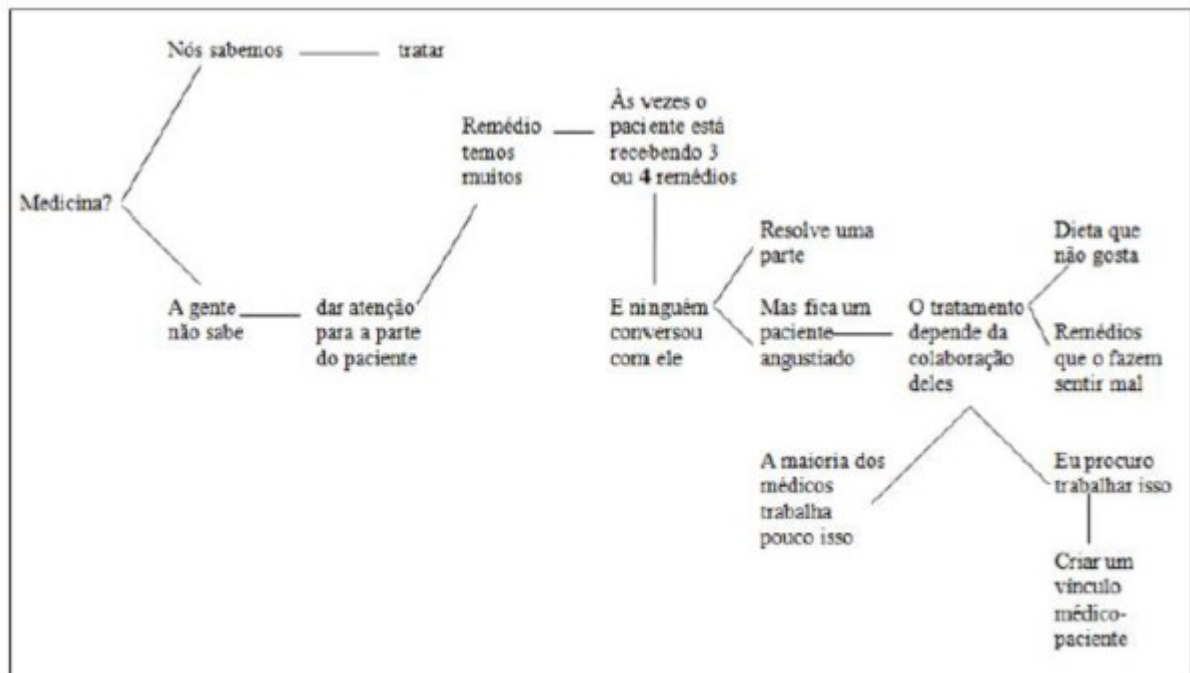 Nós sabemos
tratar
Medicina?
A gente
não sabe
dar atenção
para a parte
do paciente
Remédio
temos
muitos
Às vezes o
paciente está
recebendo 3
ou 4 remédios
E ninguém
conversou
com ele
Resolve uma
parte
Mas fica um
paciente
angustiado
O tratamento
depende da
colaboração
deles
Dieta que
não gosta
Remédios
que o fazem
sentir mal
A maioria dos
médicos
trabalha
pouco isso
Eu procuro
trabalhar isso
Criar um
vínculo
médico-
paciente